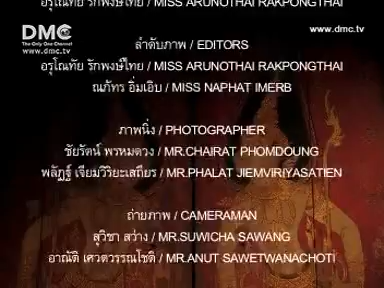 อรุโณทัย รักพงษ์ไทย / MISS ARUNOTHAI RAKPONGTHAI
DMC
The Only One Channel
www.dmc.tv
www.dmc.tv
ลำดับภาพ / EDITORS
อรุโณทัย รักพงษ์ไทย / MISS ARUNOTHAI RAKPONGTHAI
ณภัทร อิ่มเอิบ / MISS NAPHAT IMERB
ภาพนิ่ง / PHOTOGRAPHER
ชัยรัตน์ พรหมดวง / MR.CHAIRAT PHOMDOUNG
พลัฏฐ์ เจียมวิริยะเสถียร / MR.PHALAT JIEMVIRIYASATIEN
ถ่ายภาพ / CAMERAMAN
สุวิชา สว่าง / MR.SUWICHA SAWANG
อาณัติ เศวตวรรณโชติ / MR.ANUT SAWETWANACHOTI